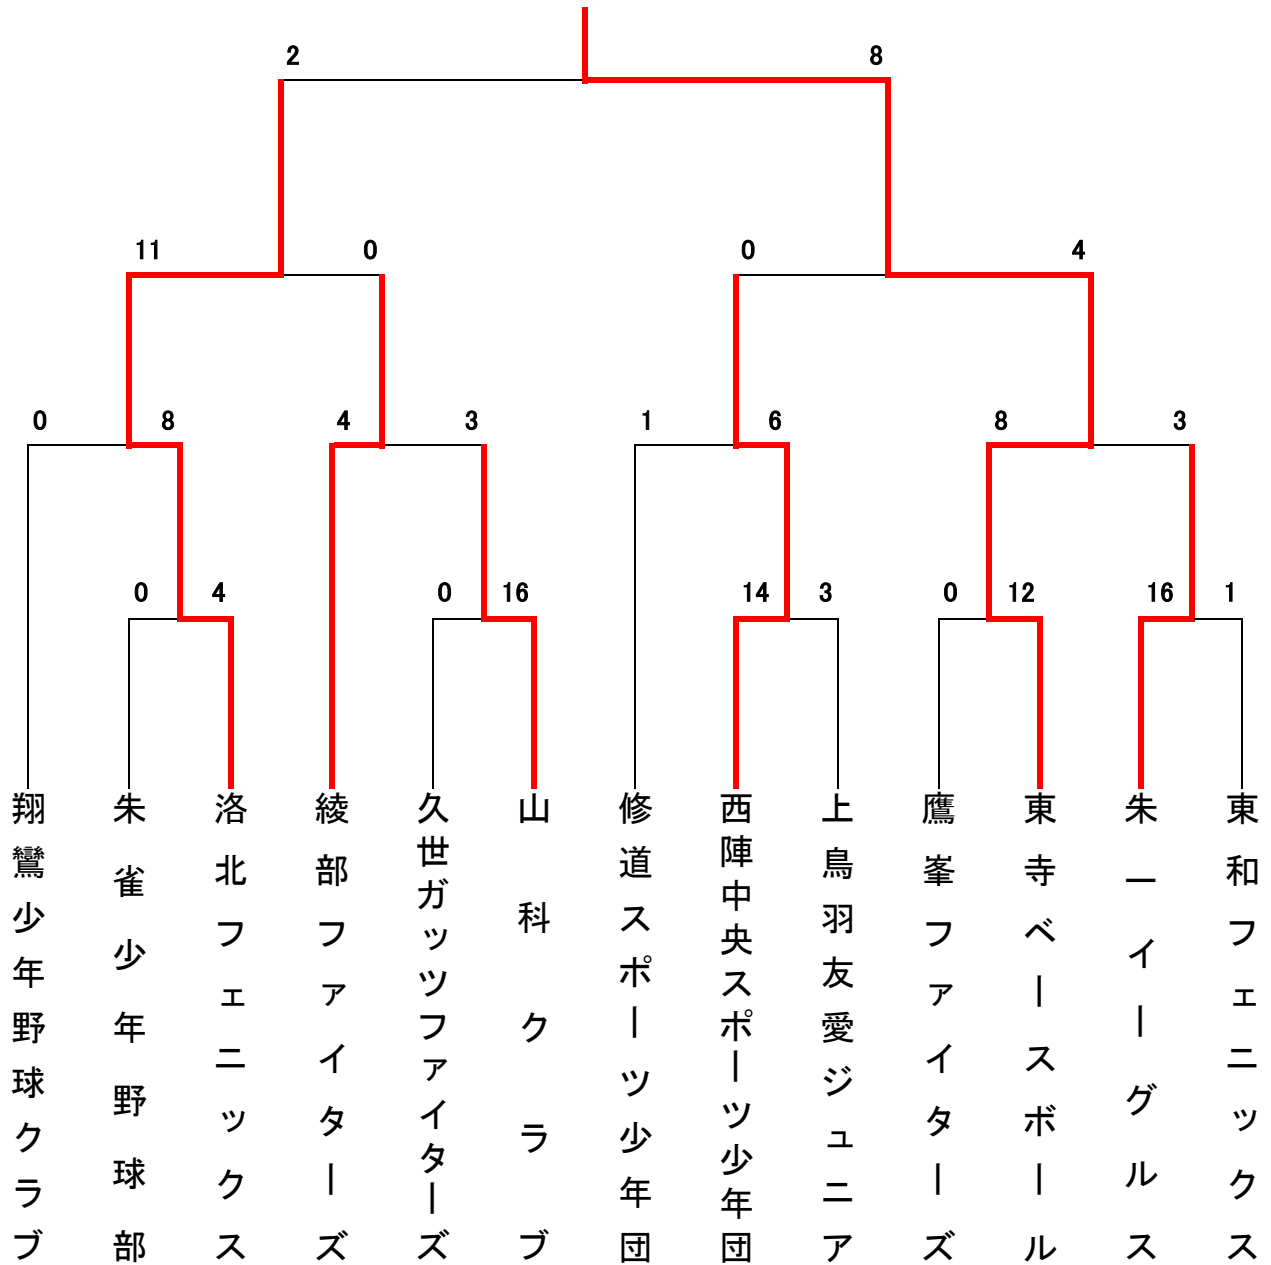 2
8
11
0
0
4
0
8
4
3
1
6
8
3
0
4
0
16
14
3
0
12
16
1
翔鸞少年野球クラブ
朱雀少年野球部
洛北フェニックス
綾部ファイターズ
久世ガッツファイターズ
山科クラブ
修道スポーツ少年団
西陣中央スポーツ少年団
上鳥羽友愛ジュニア
鷹峯ファイターズ
東寺ベースボール
朱一イーグルス
東和フェニックス